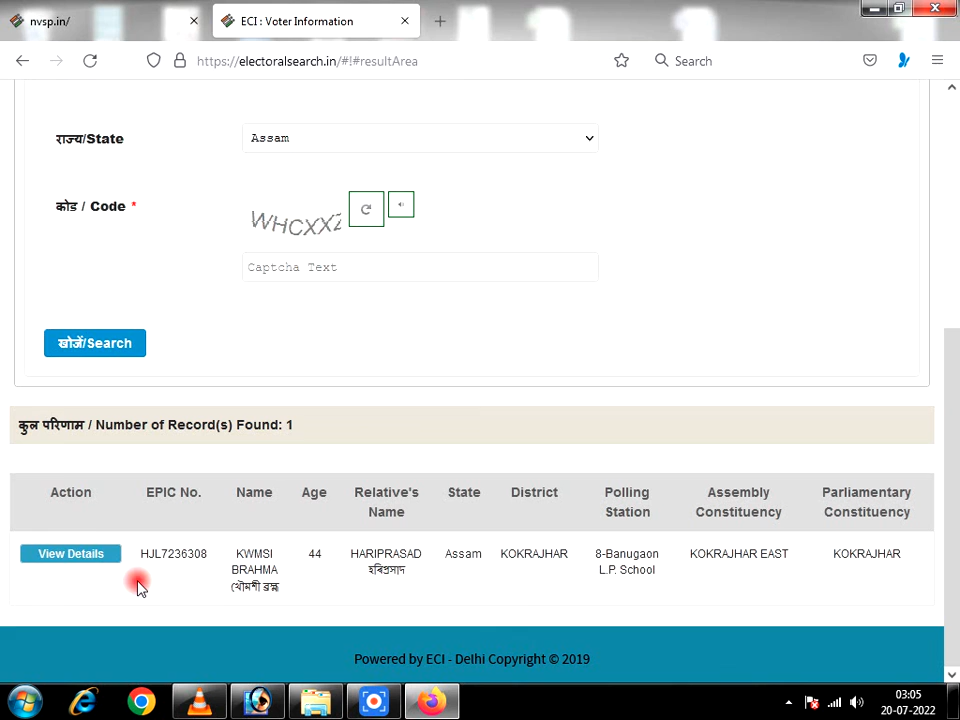 nvsp.in/
ECI : Voter Information
https://electoralsearch.in/#!#resultArea
Search
राज्य/State
Assam
कोड / Code *
WHCXXZ
Captcha Text
खोजें/Search
कुल परिणाम / Number of Record(s) Found: 1
Action EPIC No. Name Age Relative's Name State District Polling Station Assembly Constituency Parliamentary Constituency
View Details HJL7236308 KWMSI BRAHMA 44 HARIPRASAD হৰিপ্রসাদ Assam KOKRAJHAR 8-Banugaon L.P. School KOKRAJHAR EAST KOKRAJHAR
Powered by ECI - Delhi Copyright © 2019
03:05
20-07-2022